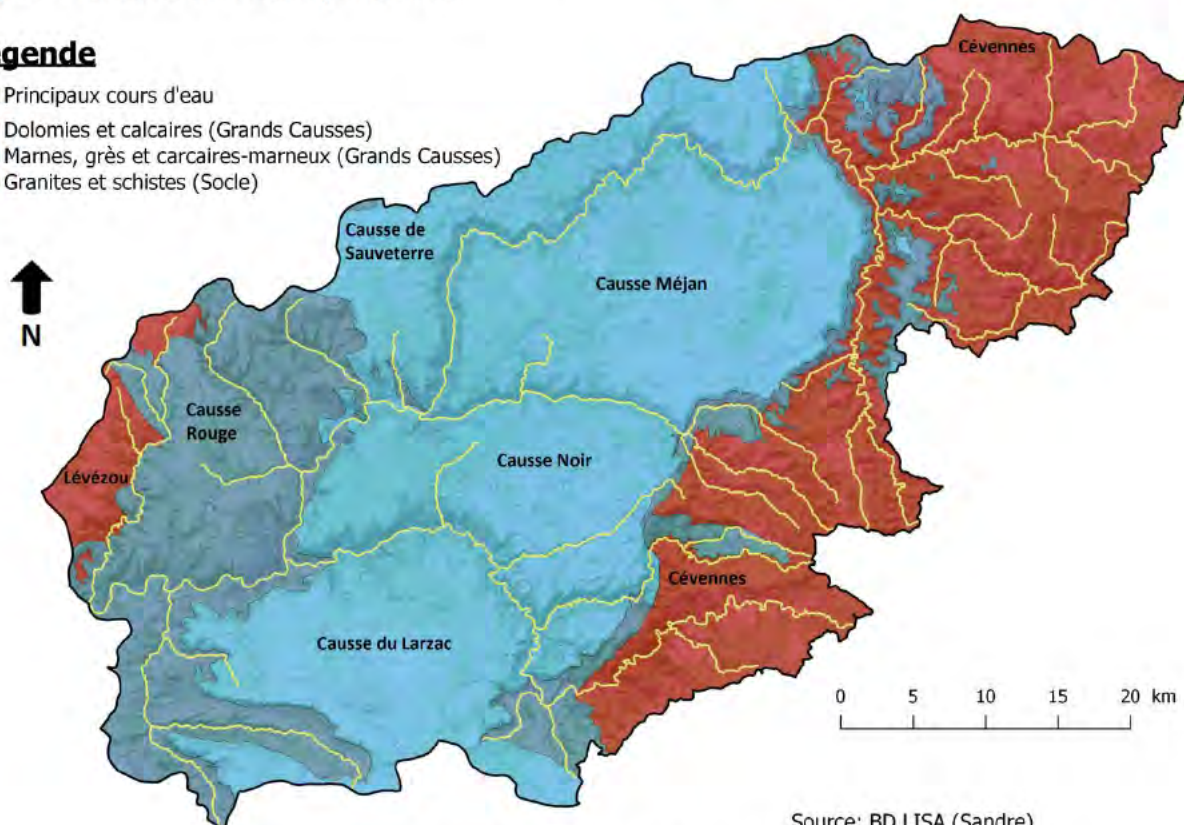 gende
Principaux cours d'eau
Dolomies et calcaires (Grands Causses)
Marnes, grès et carcaires-marneux (Grands Causses)
Granites et schistes (Socle)
N
Cévennes
Causse de
Sauveterre
Causse Méjan
Causse
Rouge
Lévézou
Causse Noir
Cévennes
Causse du Larzac
0 5 10 15 20 km
Source: BD LISA (Sandre)